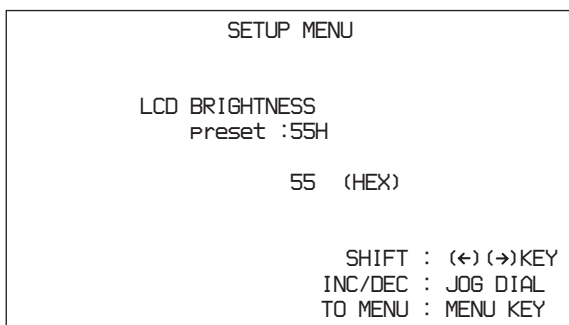 SETUP MENU
LCD BRIGHTNESS
preset :55H
55 (HEX)
SHIFT : (←)(→)KEY
INC/DEC : JOG DIAL
TO MENU : MENU KEY